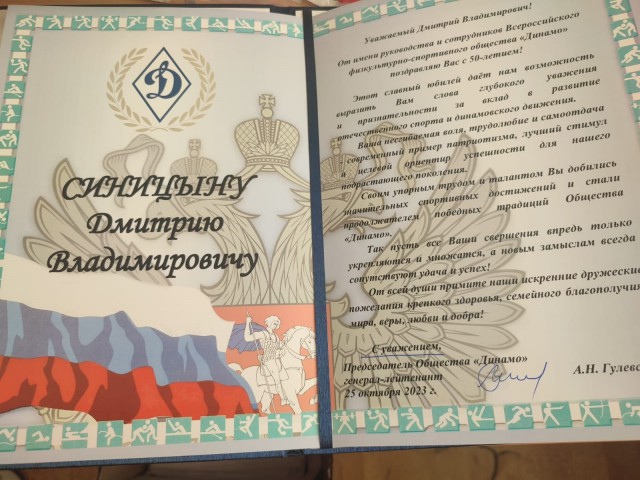 Д
СИНИЦЫНУ
Дмитрию
Владимировичу
Уважаемый Дмитрий Владимирович!
От имени руководства и сотрудников Всероссийского
физкультурно-спортивного общества «Динамо»
поздравляю Вас с 50-летием!
Этот славный юбилей даёт нам возможность
выразить Вам слова глубокого уважения
и признательности за вклад в развитие
отечественного спорта и динамовского движения.
Ваша несгибаемая воля, трудолюбие и самоотдача
современный пример патриотизма, лучший стимул
и целевой ориентир успешности для нашего
подрастающего поколения.
Своим упорным трудом и талантом Вы добились
значительных спортивных достижений и стали
продолжателем победных традиций Общества
«Динамо».
Так пусть все Ваши свершения впредь только
укрепляются и множатся, а новым замыслам всегда
сопутствуют удача и успех!
От всей души примите наши искренние дружеские
пожелания крепкого здоровья, семейного благополучия
мира, веры, любви и добра!
С уважением,
Председатель Общества «Динамо»
генерал-лейтенант А.Н. Гулевс
25 октября 2023 г.